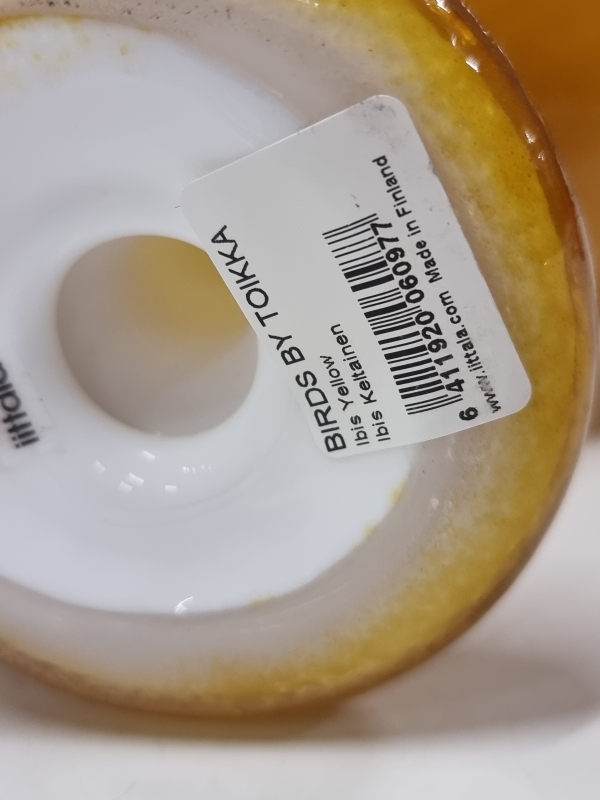 BIRDS BY TOIKKA
Ibis Yellow
Ibis Keltainen
6 411920 060977
www.iittala.com Made in Finland
iittala